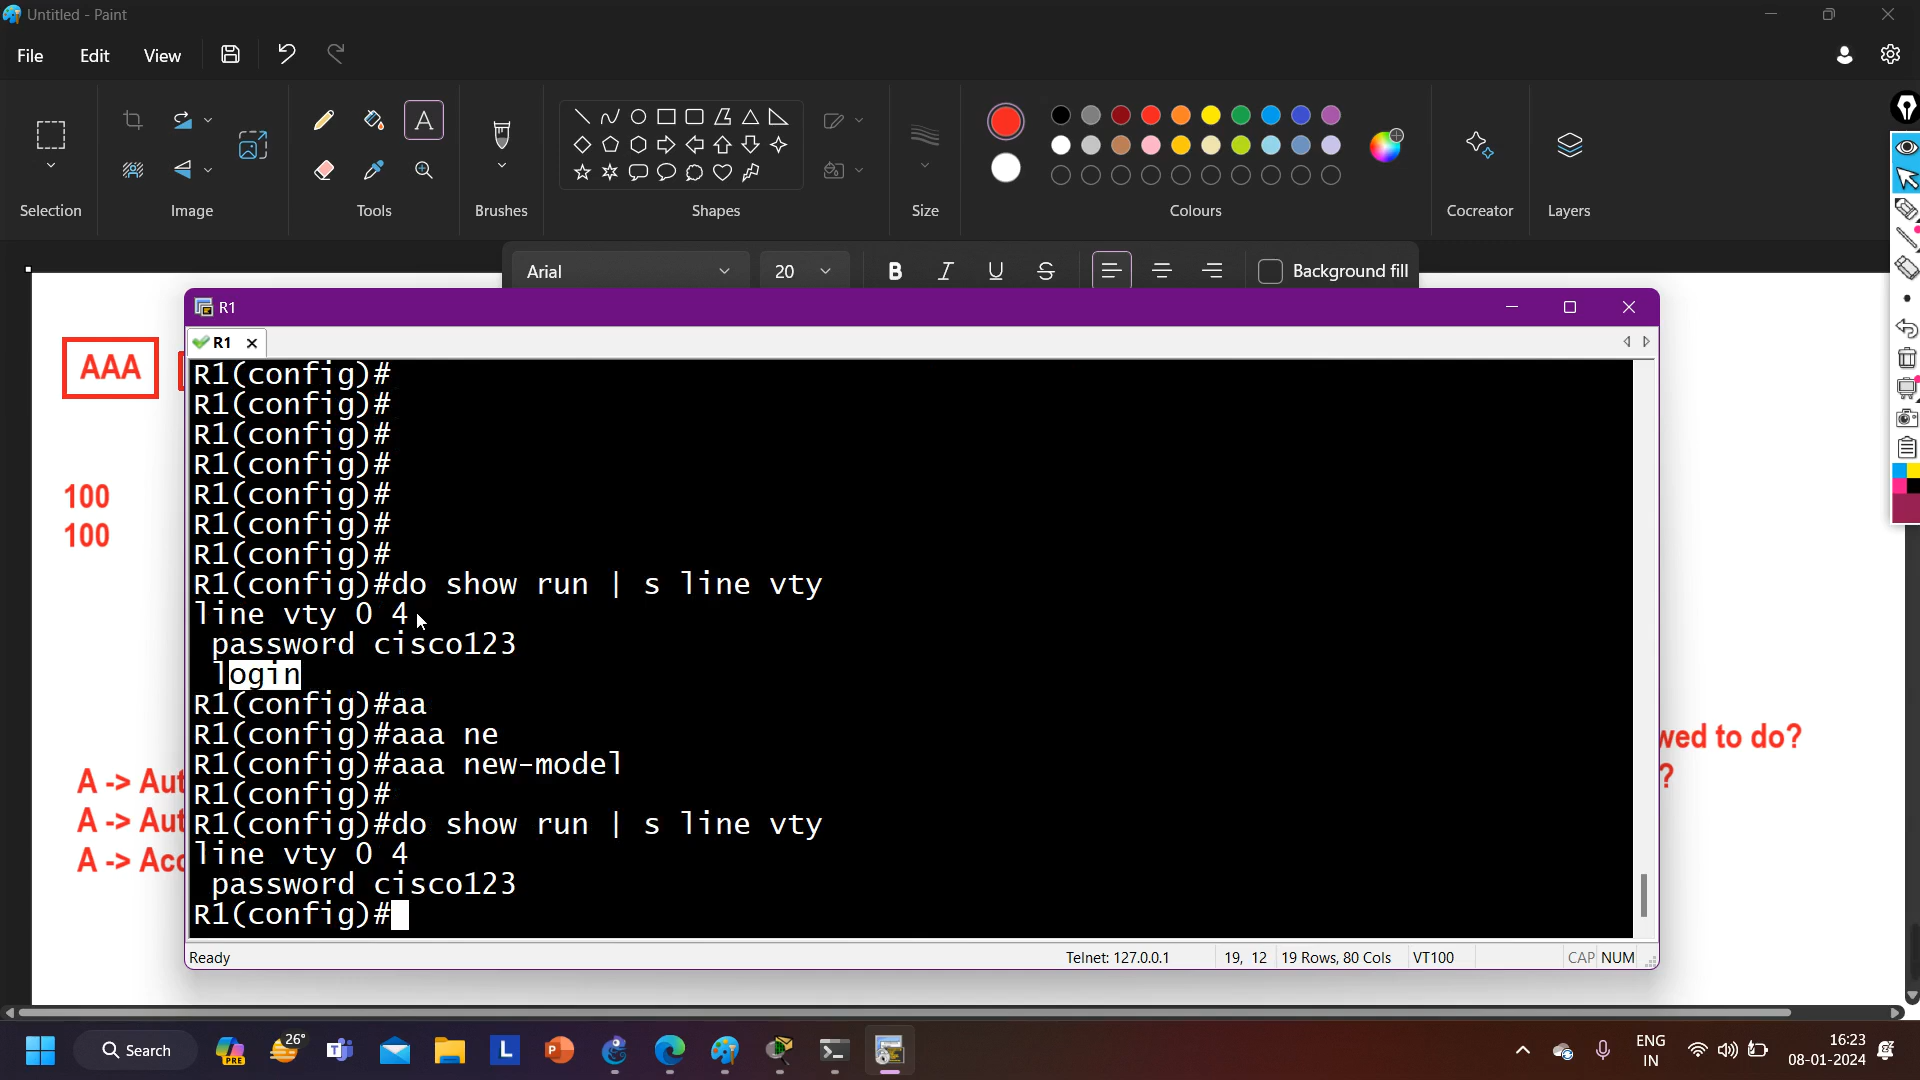 Untitled - Paint
File Edit View
Selection Image Tools Brushes Shapes Size Colours Cocreator Layers
Arial 20 B I U S Background fill
R1
R1
AAA
100
100
A -> Aut
A -> Aut
A -> Acc
wed to do?
?
R1(config)#
R1(config)#
R1(config)#
R1(config)#
R1(config)#
R1(config)#
R1(config)#
R1(config)#do show run | s line vty
line vty 0 4
password cisco123
login
R1(config)#aa
R1(config)#aaa ne
R1(config)#aaa new-model
R1(config)#
R1(config)#do show run | s line vty
line vty 0 4
password cisco123
R1(config)#
Ready Telnet: 127.0.0.1 19, 12 19 Rows, 80 Cols VT100 CAP NUM
Search PRE 26° L P ENG IN 16:23
08-01-2024